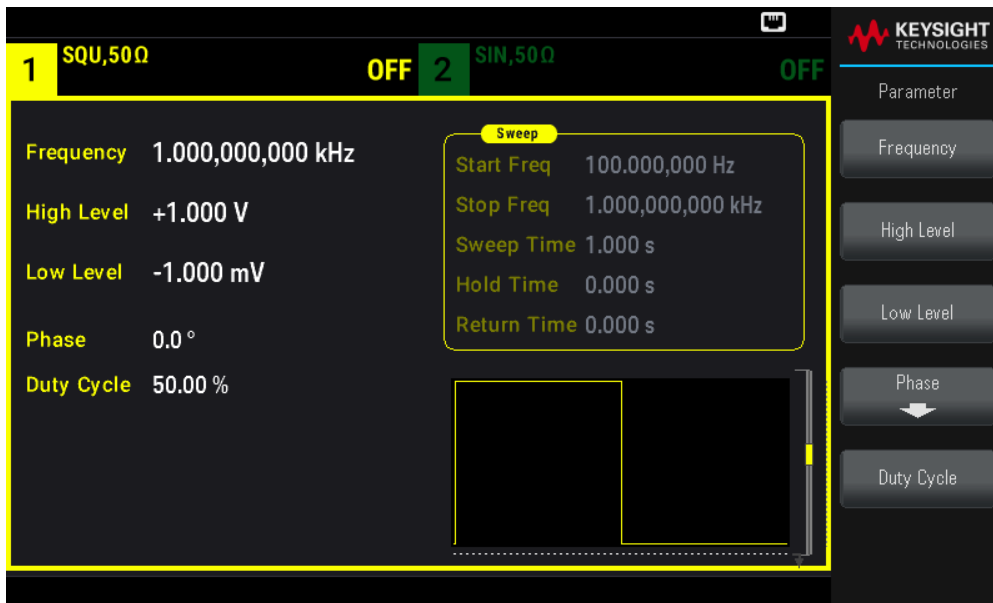 1 SQU,50Ω OFF 2 SIN,50Ω OFF
KEYSIGHT
TECHNOLOGIES
Frequency 1.000,000,000 kHz
High Level +1.000 V
Low Level -1.000 mV
Phase 0.0 °
Duty Cycle 50.00 %
Sweep
Start Freq 100.000,000 Hz
Stop Freq 1.000,000,000 kHz
Sweep Time 1.000 s
Hold Time 0.000 s
Return Time 0.000 s
Parameter
Frequency
High Level
Low Level
Phase
Duty Cycle